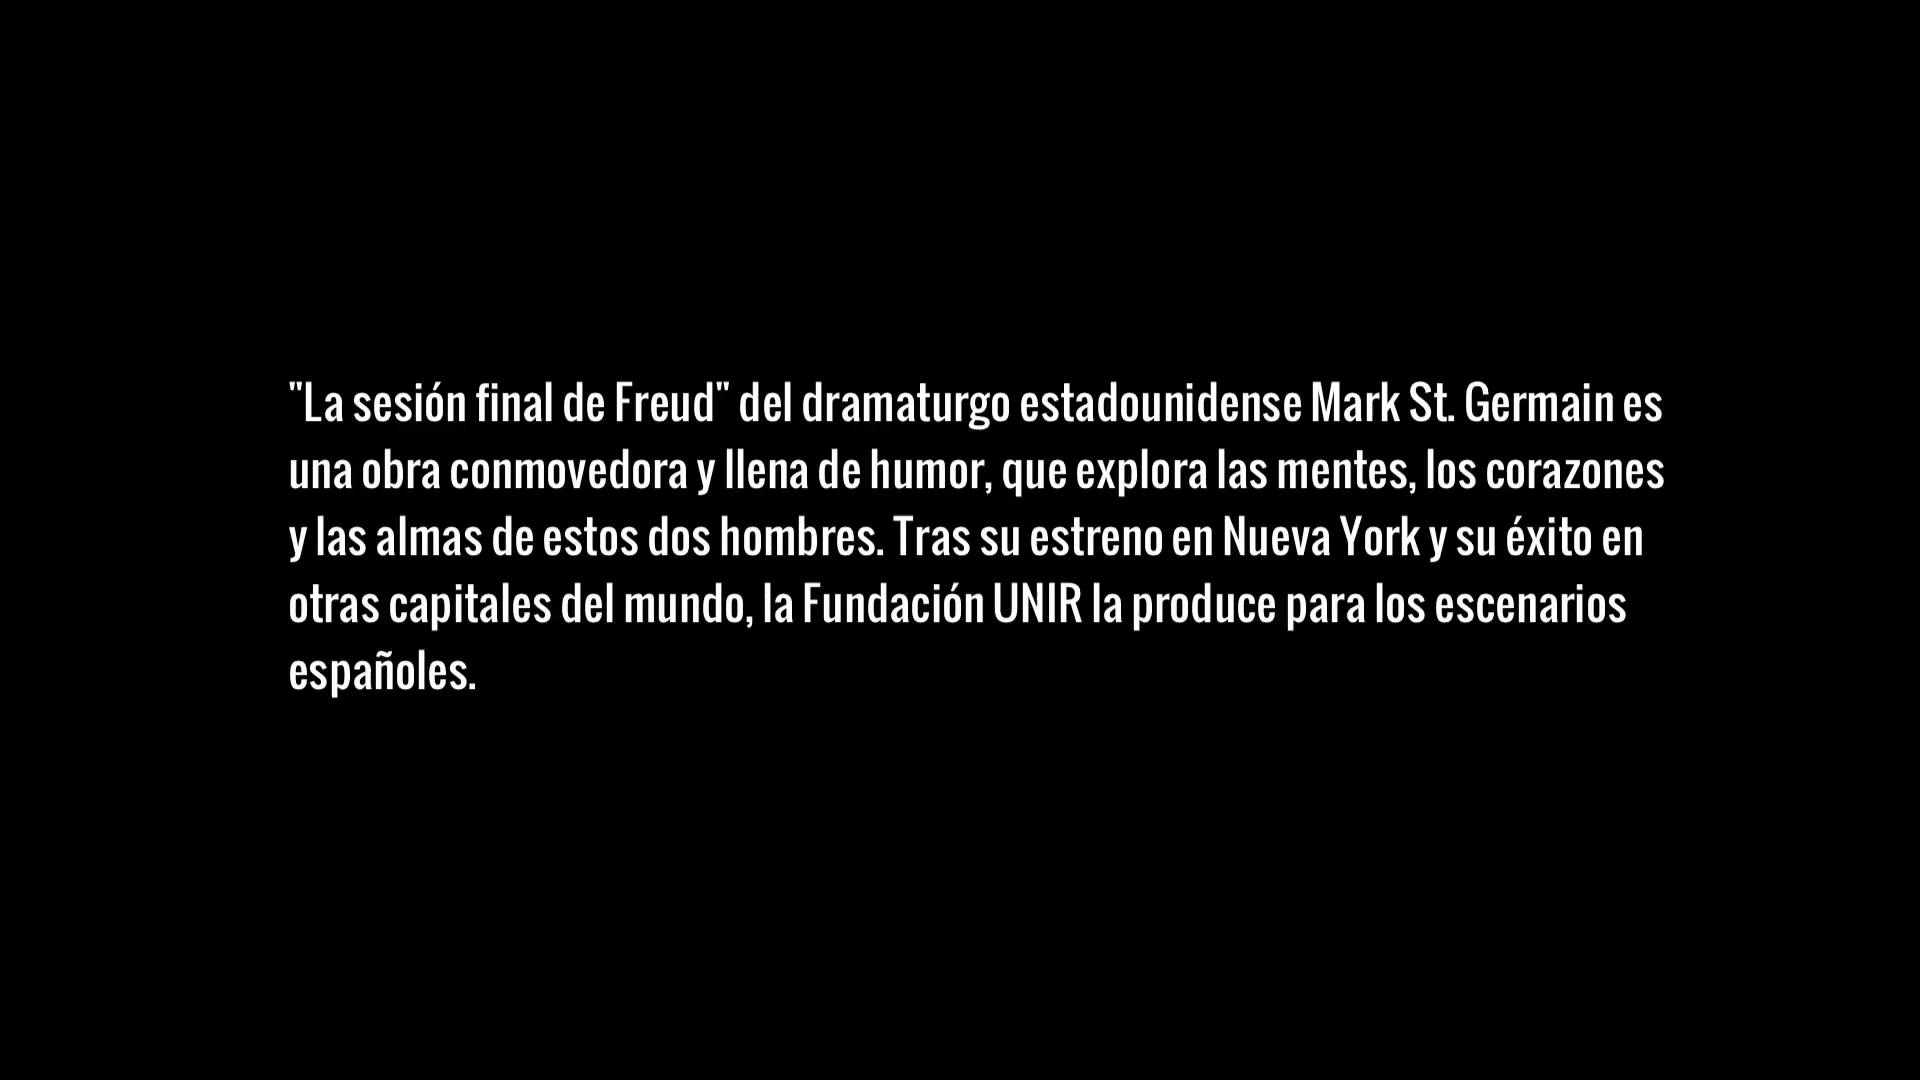 "La sesión final de Freud" del dramaturgo estadounidense Mark St. Germain es
una obra conmovedora y llena de humor, que explora las mentes, los corazones
y las almas de estos dos hombres. Tras su estreno en Nueva York y su éxito en
otras capitales del mundo, la Fundación UNIR la produce para los escenarios
españoles.